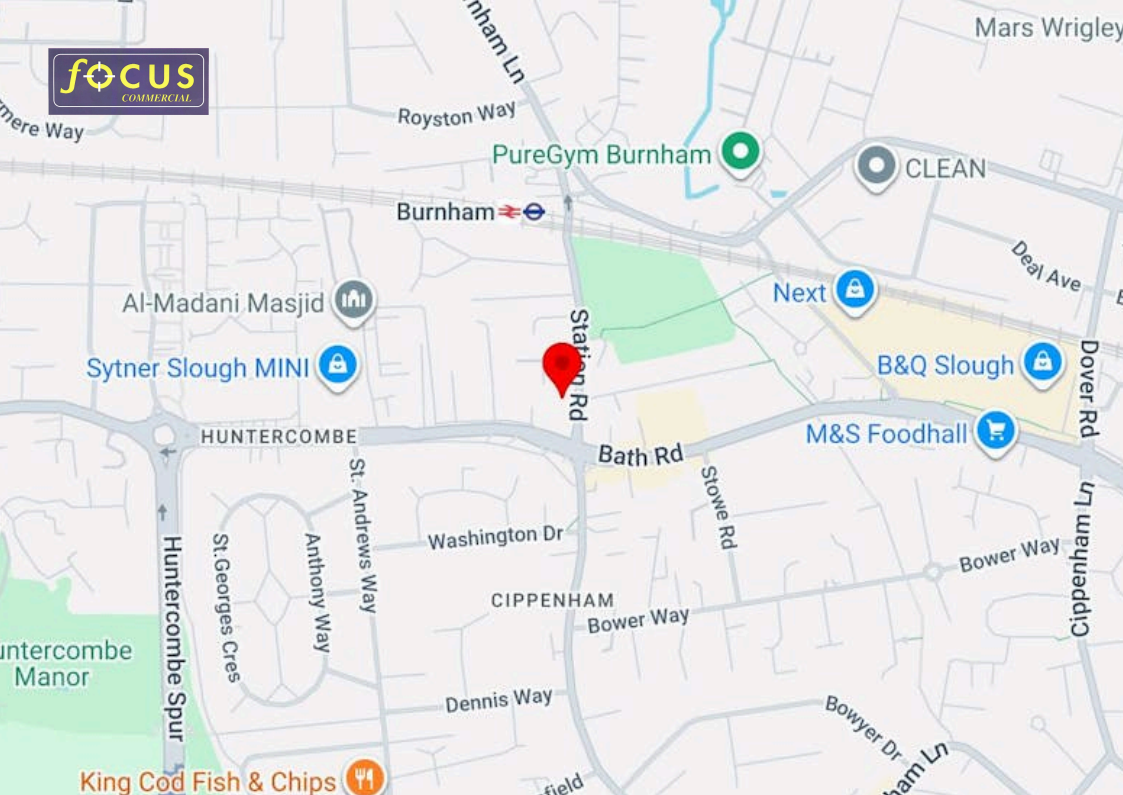 nham Ln
Mars Wrigley
fOCUS
COMMERCIAL
mere Way
Royston Way
PureGym Burnham
CLEAN
Burnham
Deal Ave
Next
Al-Madani Masjid
Station Rd
Sytner Slough MINI
B&Q Slough
Dover Rd
HUNTERCOMBE
M&S Foodhall
Bath Rd
St. Andrews Way
Stowe Rd
Cippenham Ln
Washington Dr
Huntercombe Spur
St.Georges Cres
Anthony Way
Bower Way
CIPPENHAM
Bower Way
untercombe
Manor
Dennis Way
Bowyer Dr
ham Ln
King Cod Fish & Chips
field